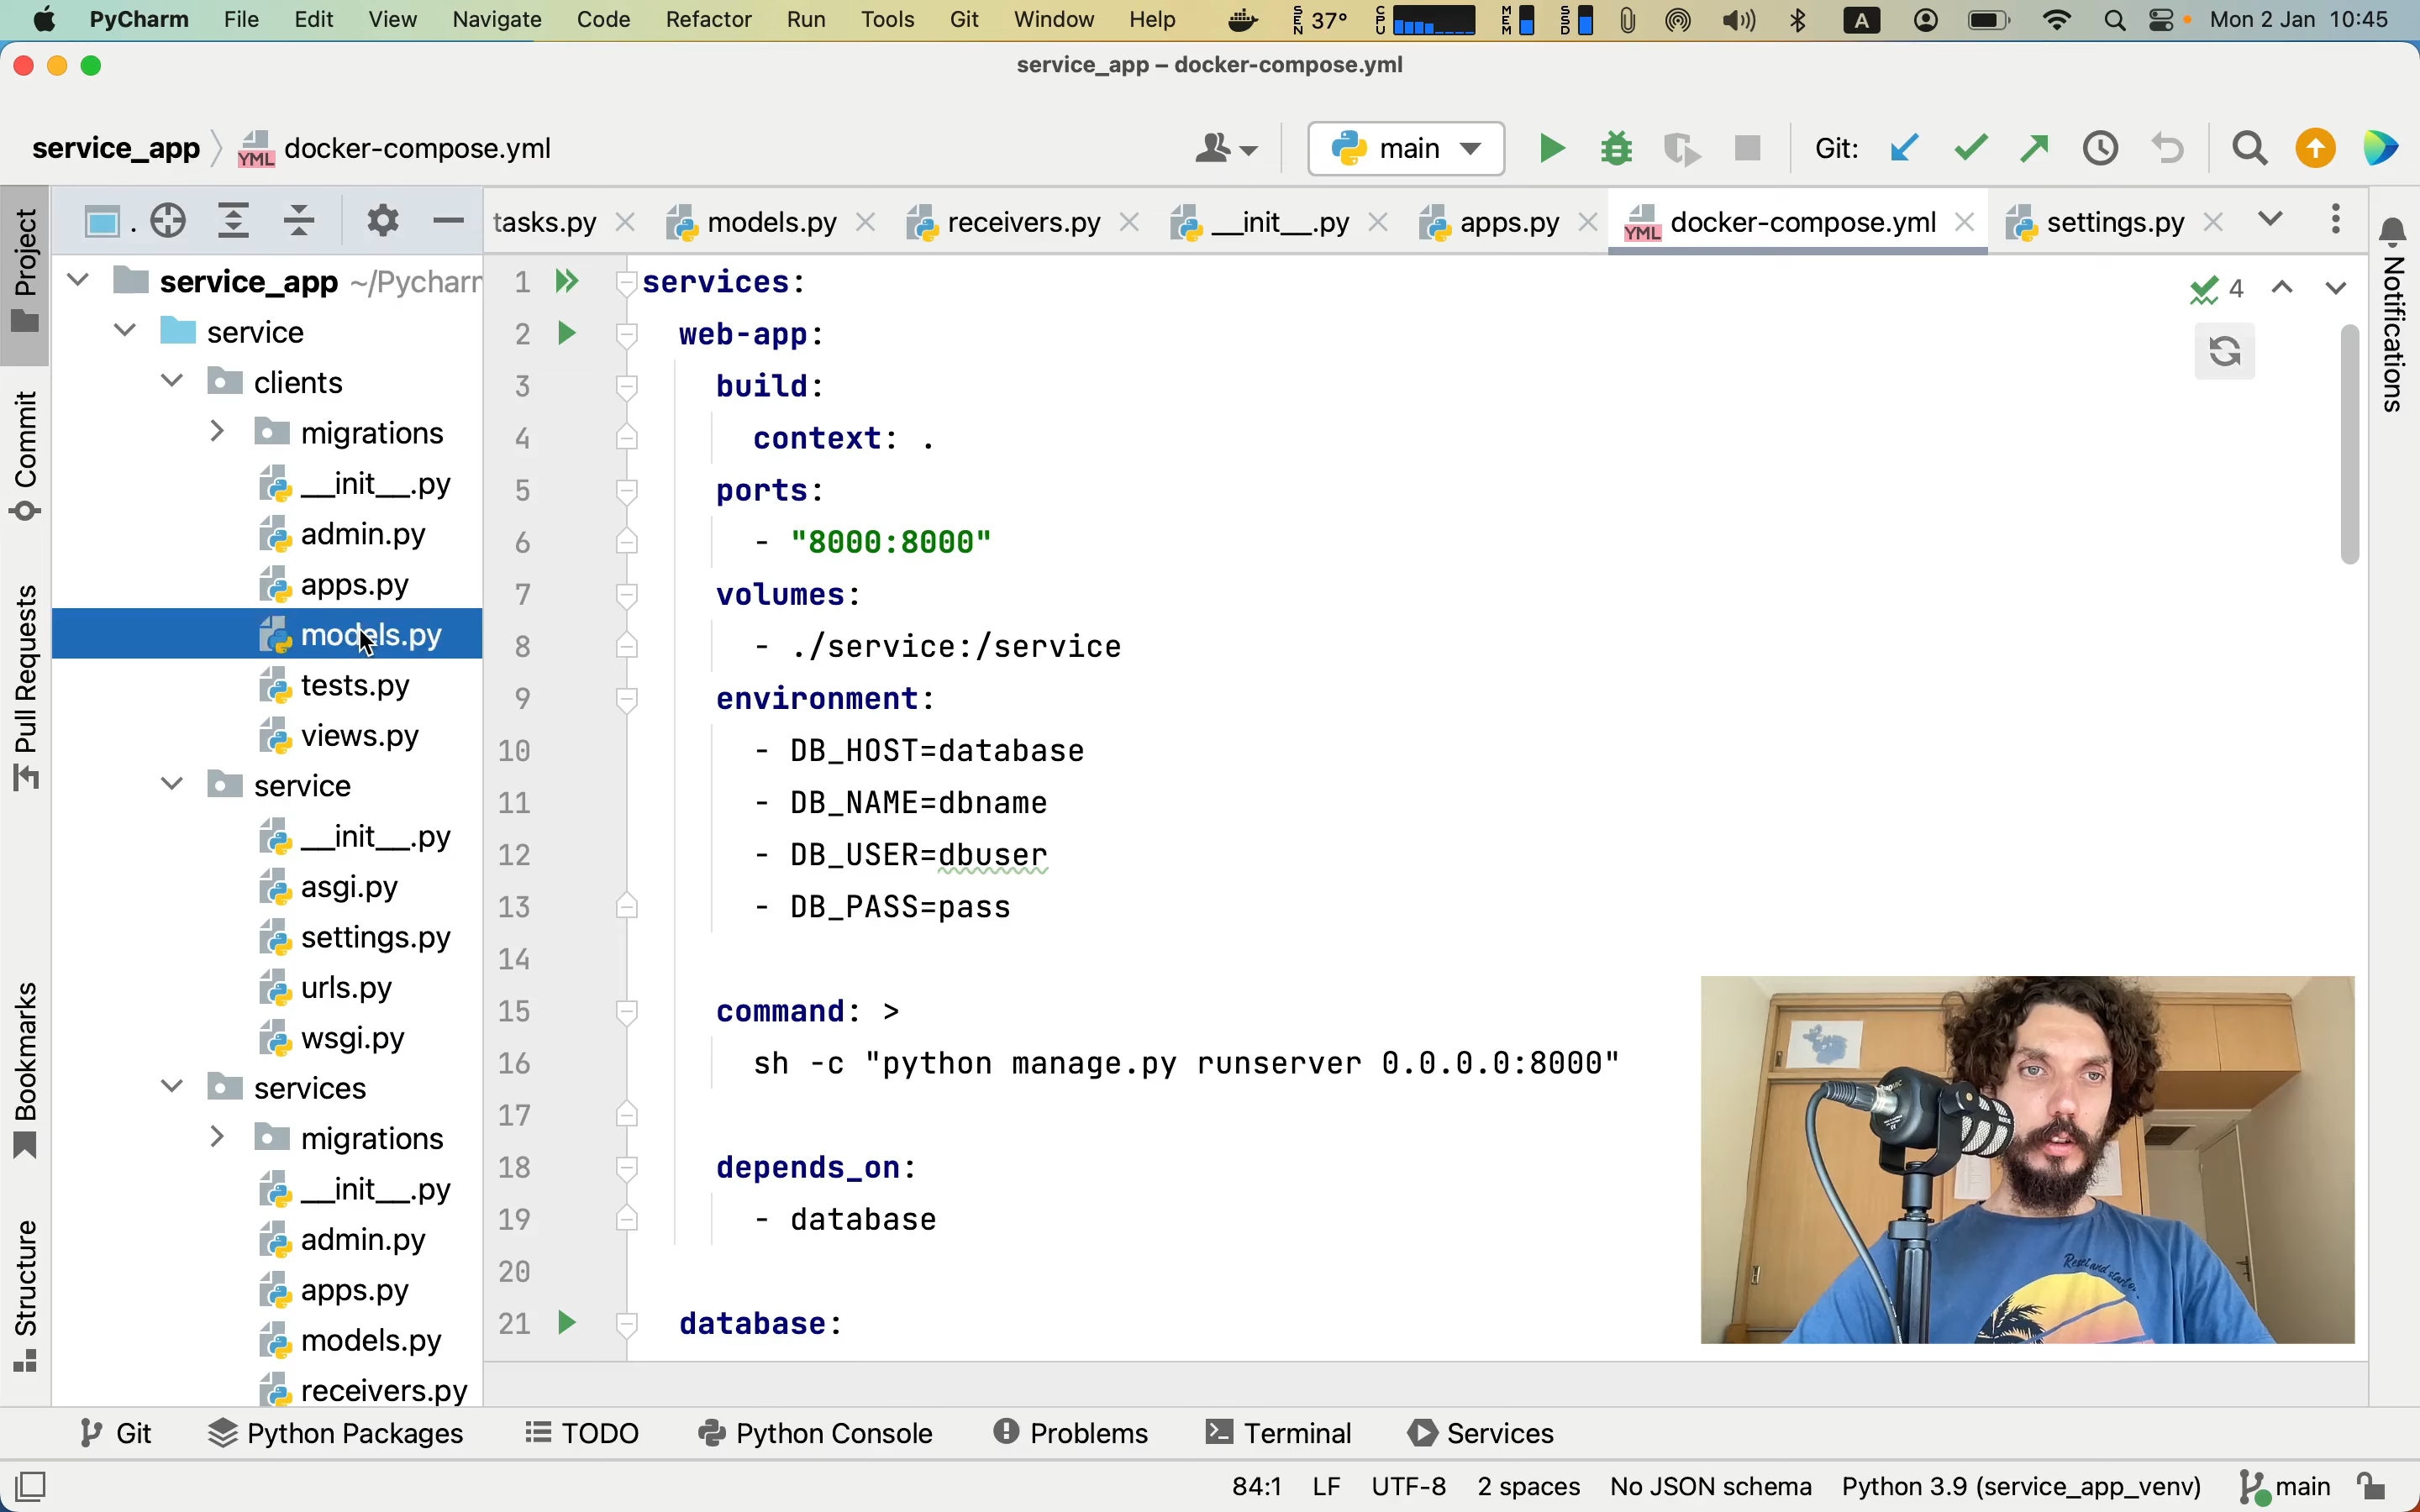 PyCharm File Edit View Navigate Code Refactor Run Tools Git Window Help SEN 37° CPU MEM SSD A Mon 2 Jan 10:45
service_app – docker-compose.yml
service_app YML docker-compose.yml main Git:
Project
Commit
Pull Requests
Bookmarks
Structure
tasks.py models.py receivers.py __init__.py apps.py YML docker-compose.yml settings.py
service_app ~/Pycharm
service
clients
migrations
__init__.py
admin.py
apps.py
models.py
tests.py
views.py
service
__init__.py
asgi.py
settings.py
urls.py
wsgi.py
services
migrations
__init__.py
admin.py
apps.py
models.py
receivers.py
1 services:
2 web-app:
3 build:
4 context: .
5 ports:
6 - "8000:8000"
7 volumes:
8 - ./service:/service
9 environment:
10 - DB_HOST=database
11 - DB_NAME=dbname
12 - DB_USER=dbuser
13 - DB_PASS=pass
14
15 command: >
16 sh -c "python manage.py runserver 0.0.0.0:8000"
17
18 depends_on:
19 - database
20
21 database:
4
Notifications
Git Python Packages TODO Python Console Problems Terminal Services
84:1 LF UTF-8 2 spaces No JSON schema Python 3.9 (service_app_venv) main